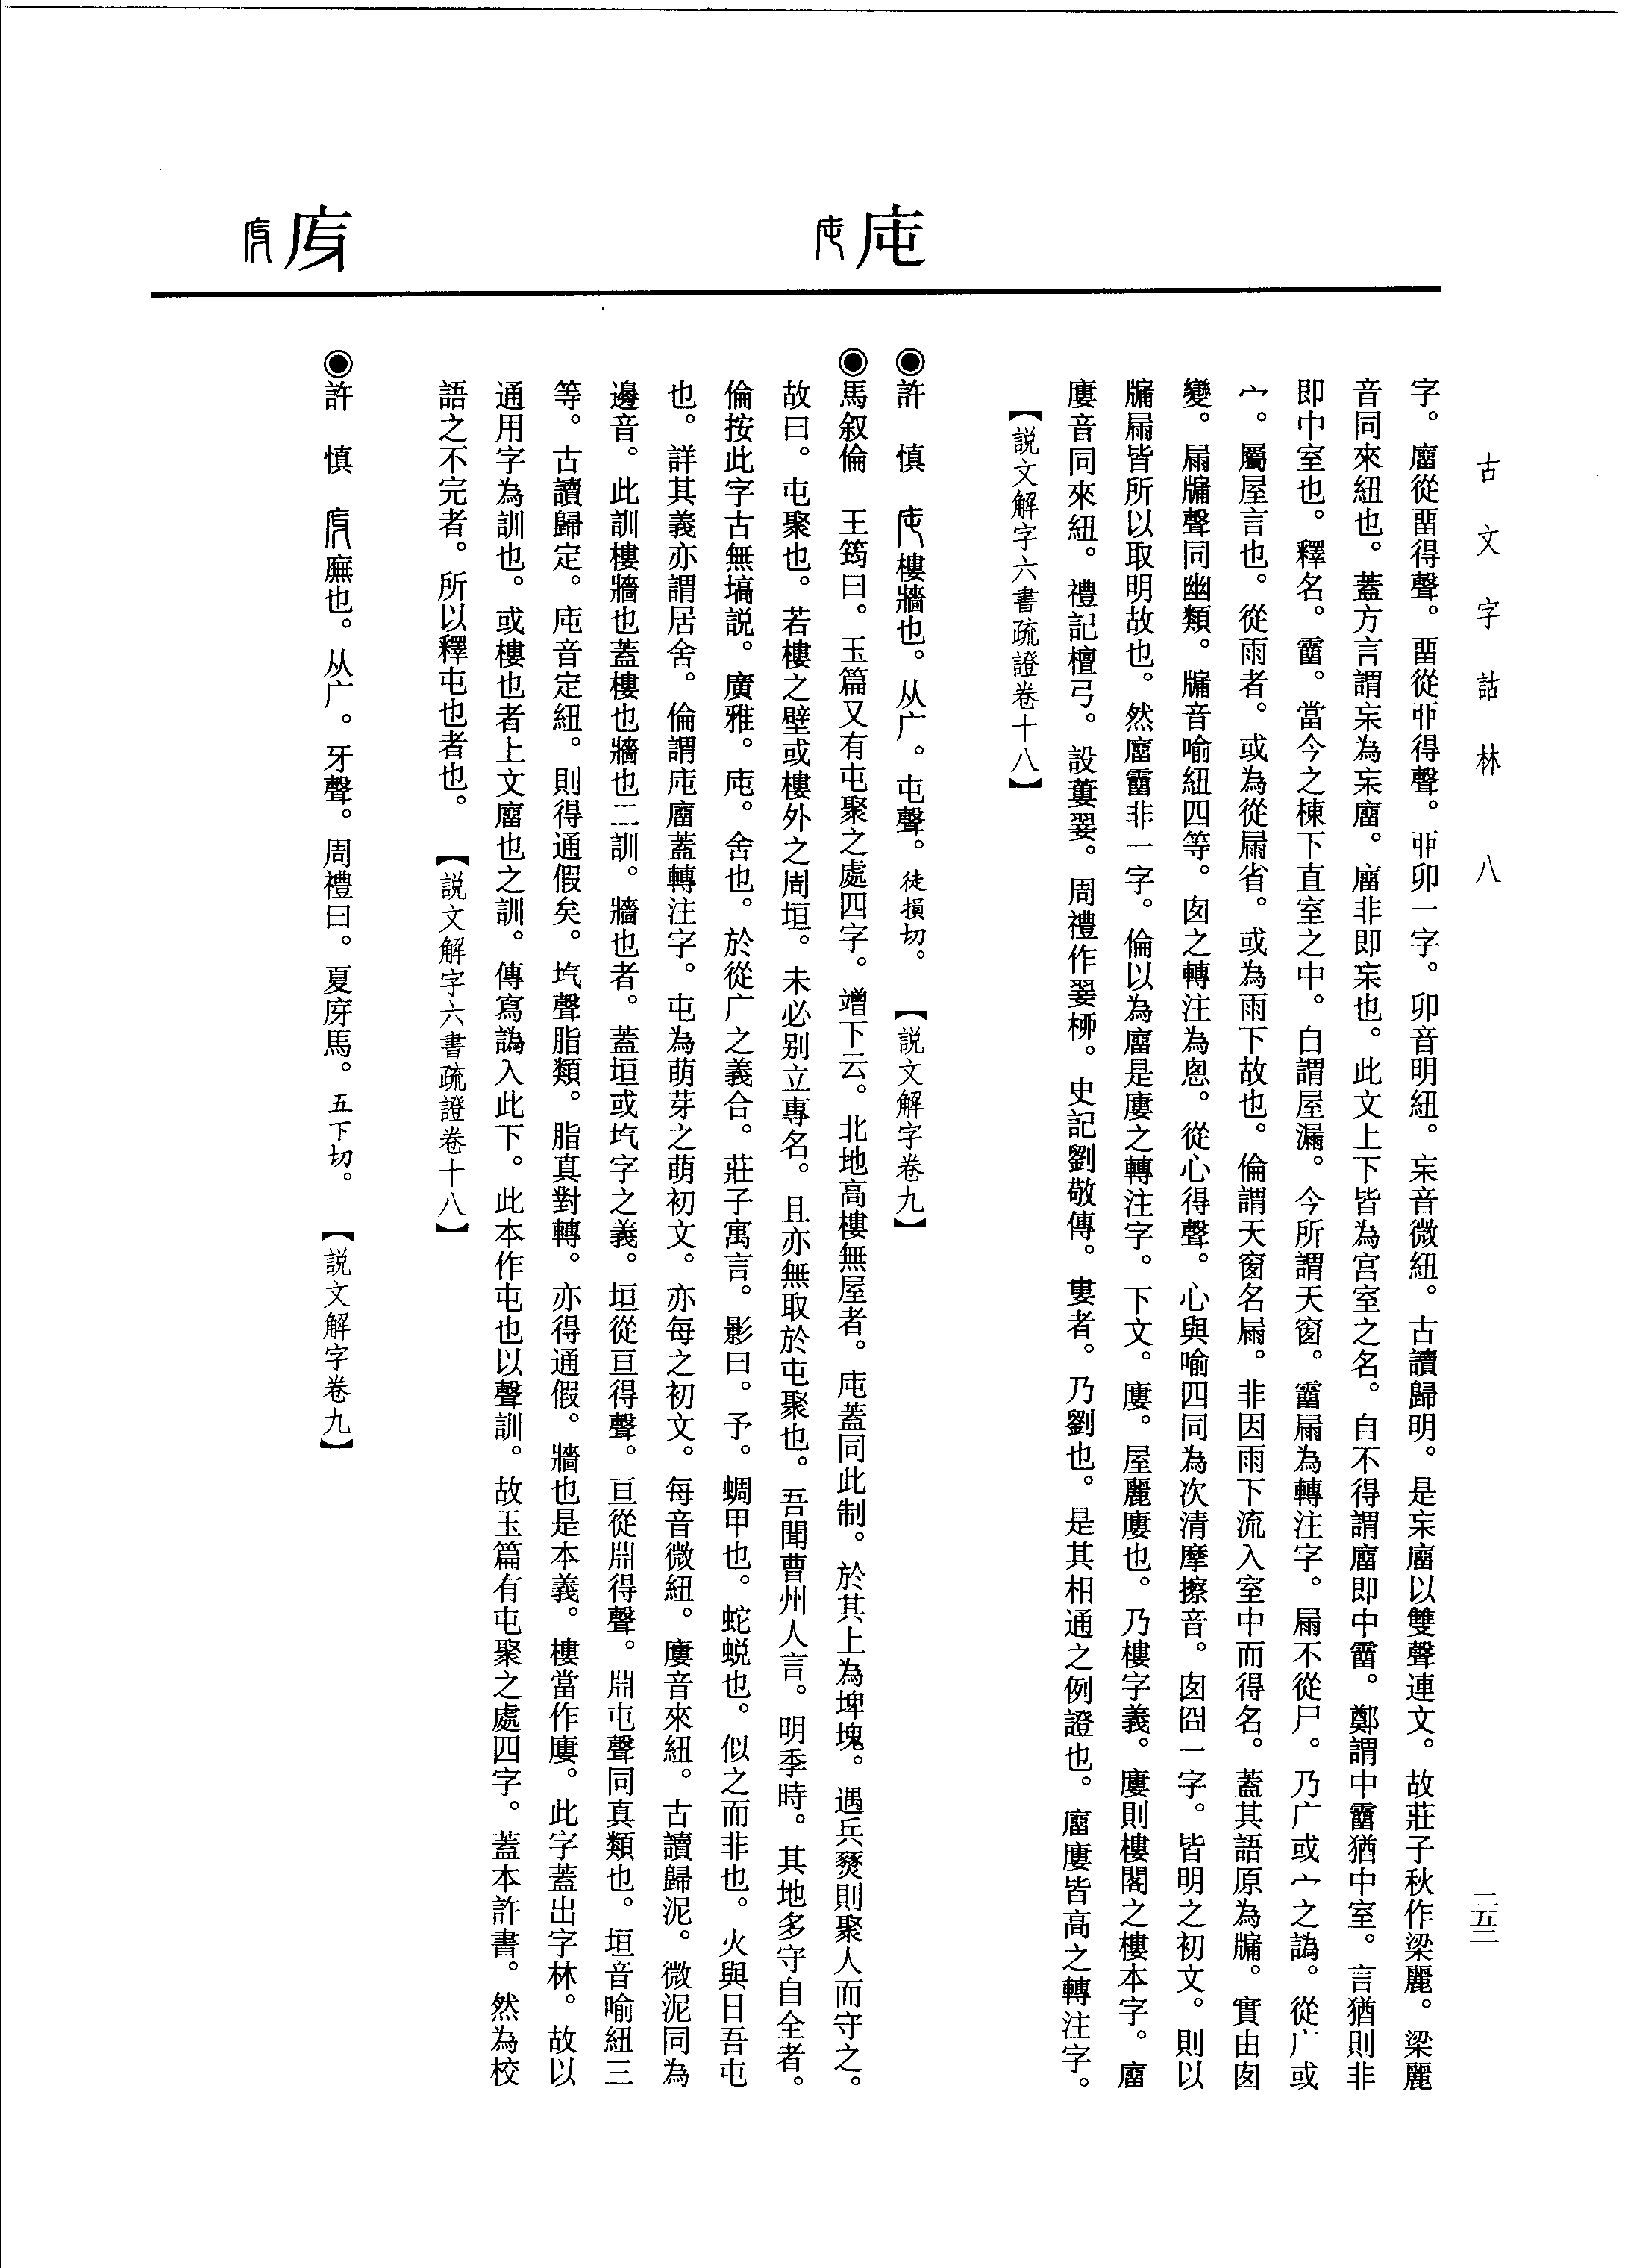 古文字詁林 八
二五二
庉
庌
字。廇從畱得聲。畱從丣得聲。丣卯一字。卯音明紐。㝱音微紐。古讀歸明。是㝱廇以雙聲連文。故莊子秋作梁麗。梁麗
音同來紐也。蓋方言謂为廇。廇非即也。此文上下皆為宫室之名。自不得謂廇即中霤。鄭謂中霤猶中室。言猶則非
即中室也。釋名。霤。當今之棟下直室之中。自謂屋漏。今所謂天窗。霤屚為轉注字。屚不從尸。乃广或宀之譌。從广或
宀。屬屋言也。從雨者。或為從屚省。或為雨下故也。倫謂天窗名屚。非因雨下流入室中而得名。蓋其語原為牖。實由囱
變。屚牖聲同幽類。牖音喻紐四等。囱之轉注為悤。從心得聲。心與喻四同為次清摩擦音。囱囧一字。皆明之初文。則以
牖屚皆所以取明故也。然廇霤非一字。倫以為廇是廔之轉注字。下文。廔。屋麗廔也。乃樓字義。廔則樓閣之樓本字。廇
廔音同來紐。禮記檀弓。設蔞翣。周禮作翣柳。史記劉敬傳。婁者。乃劉也。是其相通之例證也。廇廔皆高之轉注字。
【説文解字六書疏證卷十八】
◉許 慎 樓牆也。从广。屯聲。徒損切。 【説文解字卷九】
◉馬叙倫 王筠曰。玉篇又有屯聚之處四字。竲下云。北地高樓無屋者。庉蓋同此制。於其上為埤堄。遇兵燹則聚人而守之。
故曰。屯聚也。若樓之壁或樓外之周垣。未必别立專名。且亦無取於屯聚也。吾聞曹州人言。明季時。其地多守自全者。
倫按此字古無塙説。廣雅。庉。舍也。於從广之義合。莊子寓言。影曰。予。蜩甲也。蛇蜕也。似之而非也。火與日吾屯
也。詳其義亦謂居舍。倫謂庉廇蓋轉注字。屯為萌芽之萌初文。亦每之初文。每音微紐。廔音來紐。古讀歸泥。微泥同為
邊音。此訓樓牆也蓋樓也牆也二訓。牆也者。蓋垣或圪字之義。垣從亘得聲。亘從𣶒得聲。𣶒屯聲同真類也。垣音喻紐三
等。古讀歸定。庉音定紐。則得通假矣。圪聲脂類。脂真對轉。亦得通假。牆也是本義。樓當作廔。此字蓋出字林。故以
通用字為訓也。或樓也者上文廇也之訓。傳寫譌入此下。此本作屯也以聲訓。故玉篇有屯聚之處四字。蓋本許書。然為校
語之不完者。所以釋屯也者也。 【説文解字六書疏證卷十八】
◉許 慎 廡也。从广。牙聲。周禮曰。夏庌馬。五下切。 【説文解字卷九】